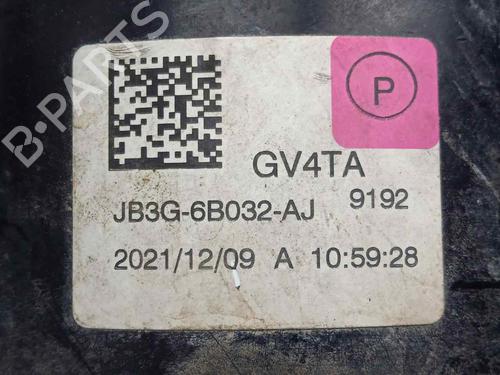 P
GV4TA
JB3G-6B032-AJ 9192
2021/12/09 A 10:59:28
B-PARTS